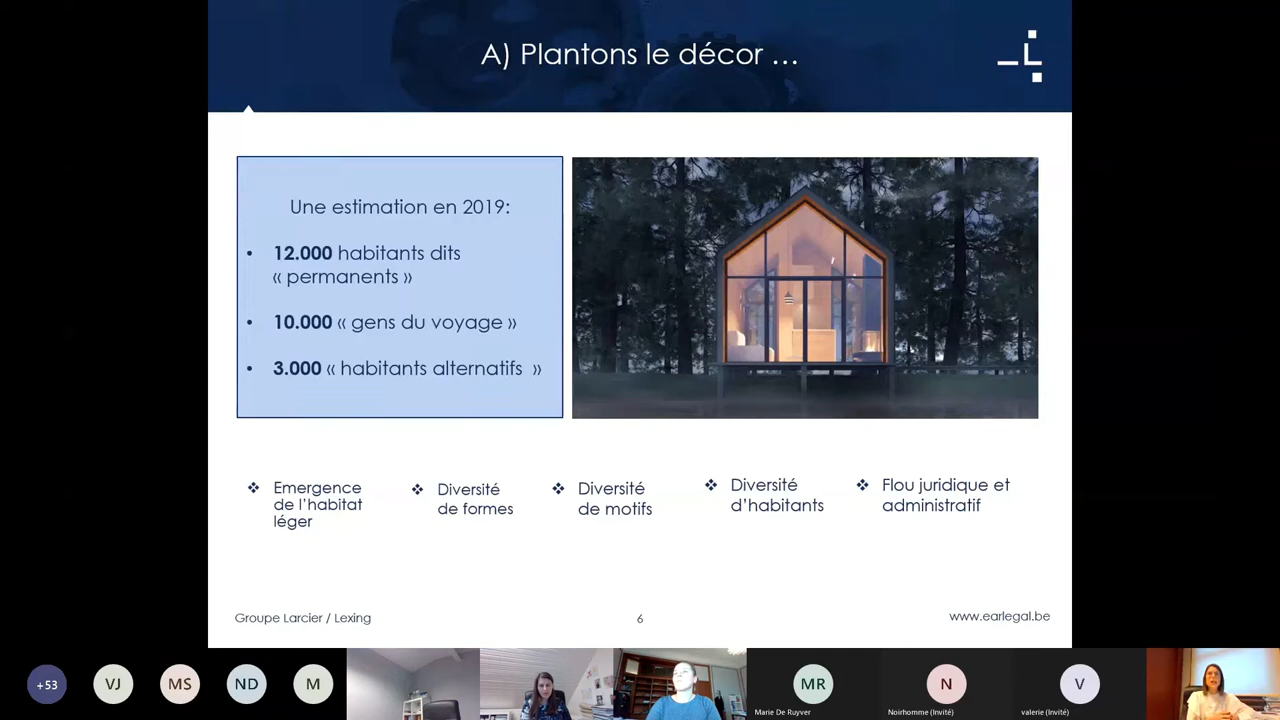 A) Plantons le décor ...
Une estimation en 2019:
• 12.000 habitants dits
« permanents »
• 10.000 « gens du voyage »
• 3.000 « habitants alternatifs »
❖ Emergence
de l’habitat
léger
❖ Diversité
de formes
❖ Diversité
de motifs
❖ Diversité
d’habitants
❖ Flou juridique et
administratif
Groupe Larcier / Lexing
6
www.earlegal.be
+53
VJ
MS
ND
M
MR
Marie De Ruyver
N
Noirhomme (Invité)
V
valerie (Invité)